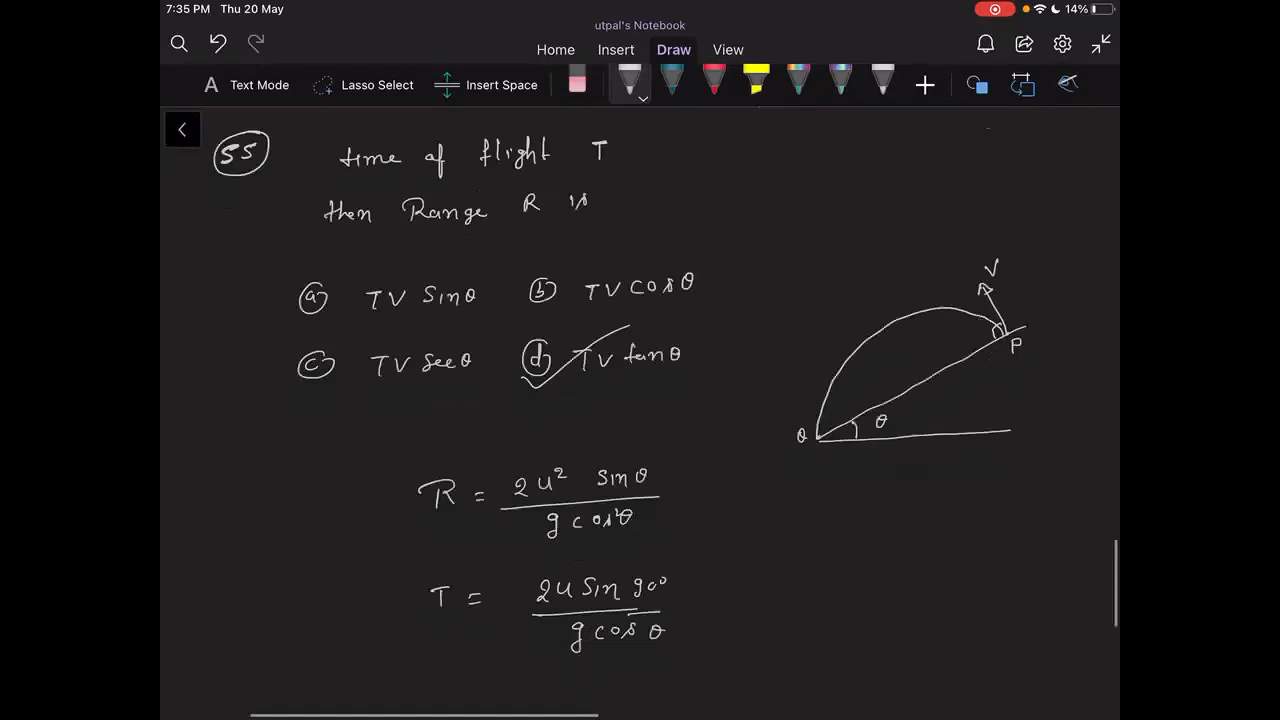 7:35 PM Thu 20 May 14%
utpal's Notebook
Home Insert Draw View
Text Mode Lasso Select Insert Space
55 time of flight T
then Range R is
(a) TV Sinθ (b) TV cosθ
(c) TV Secθ (d) TV tanθ
V
P
θ
O
R = 2u² Sinθ
g cos²θ
T = 2u Sin 90°
g cos θ